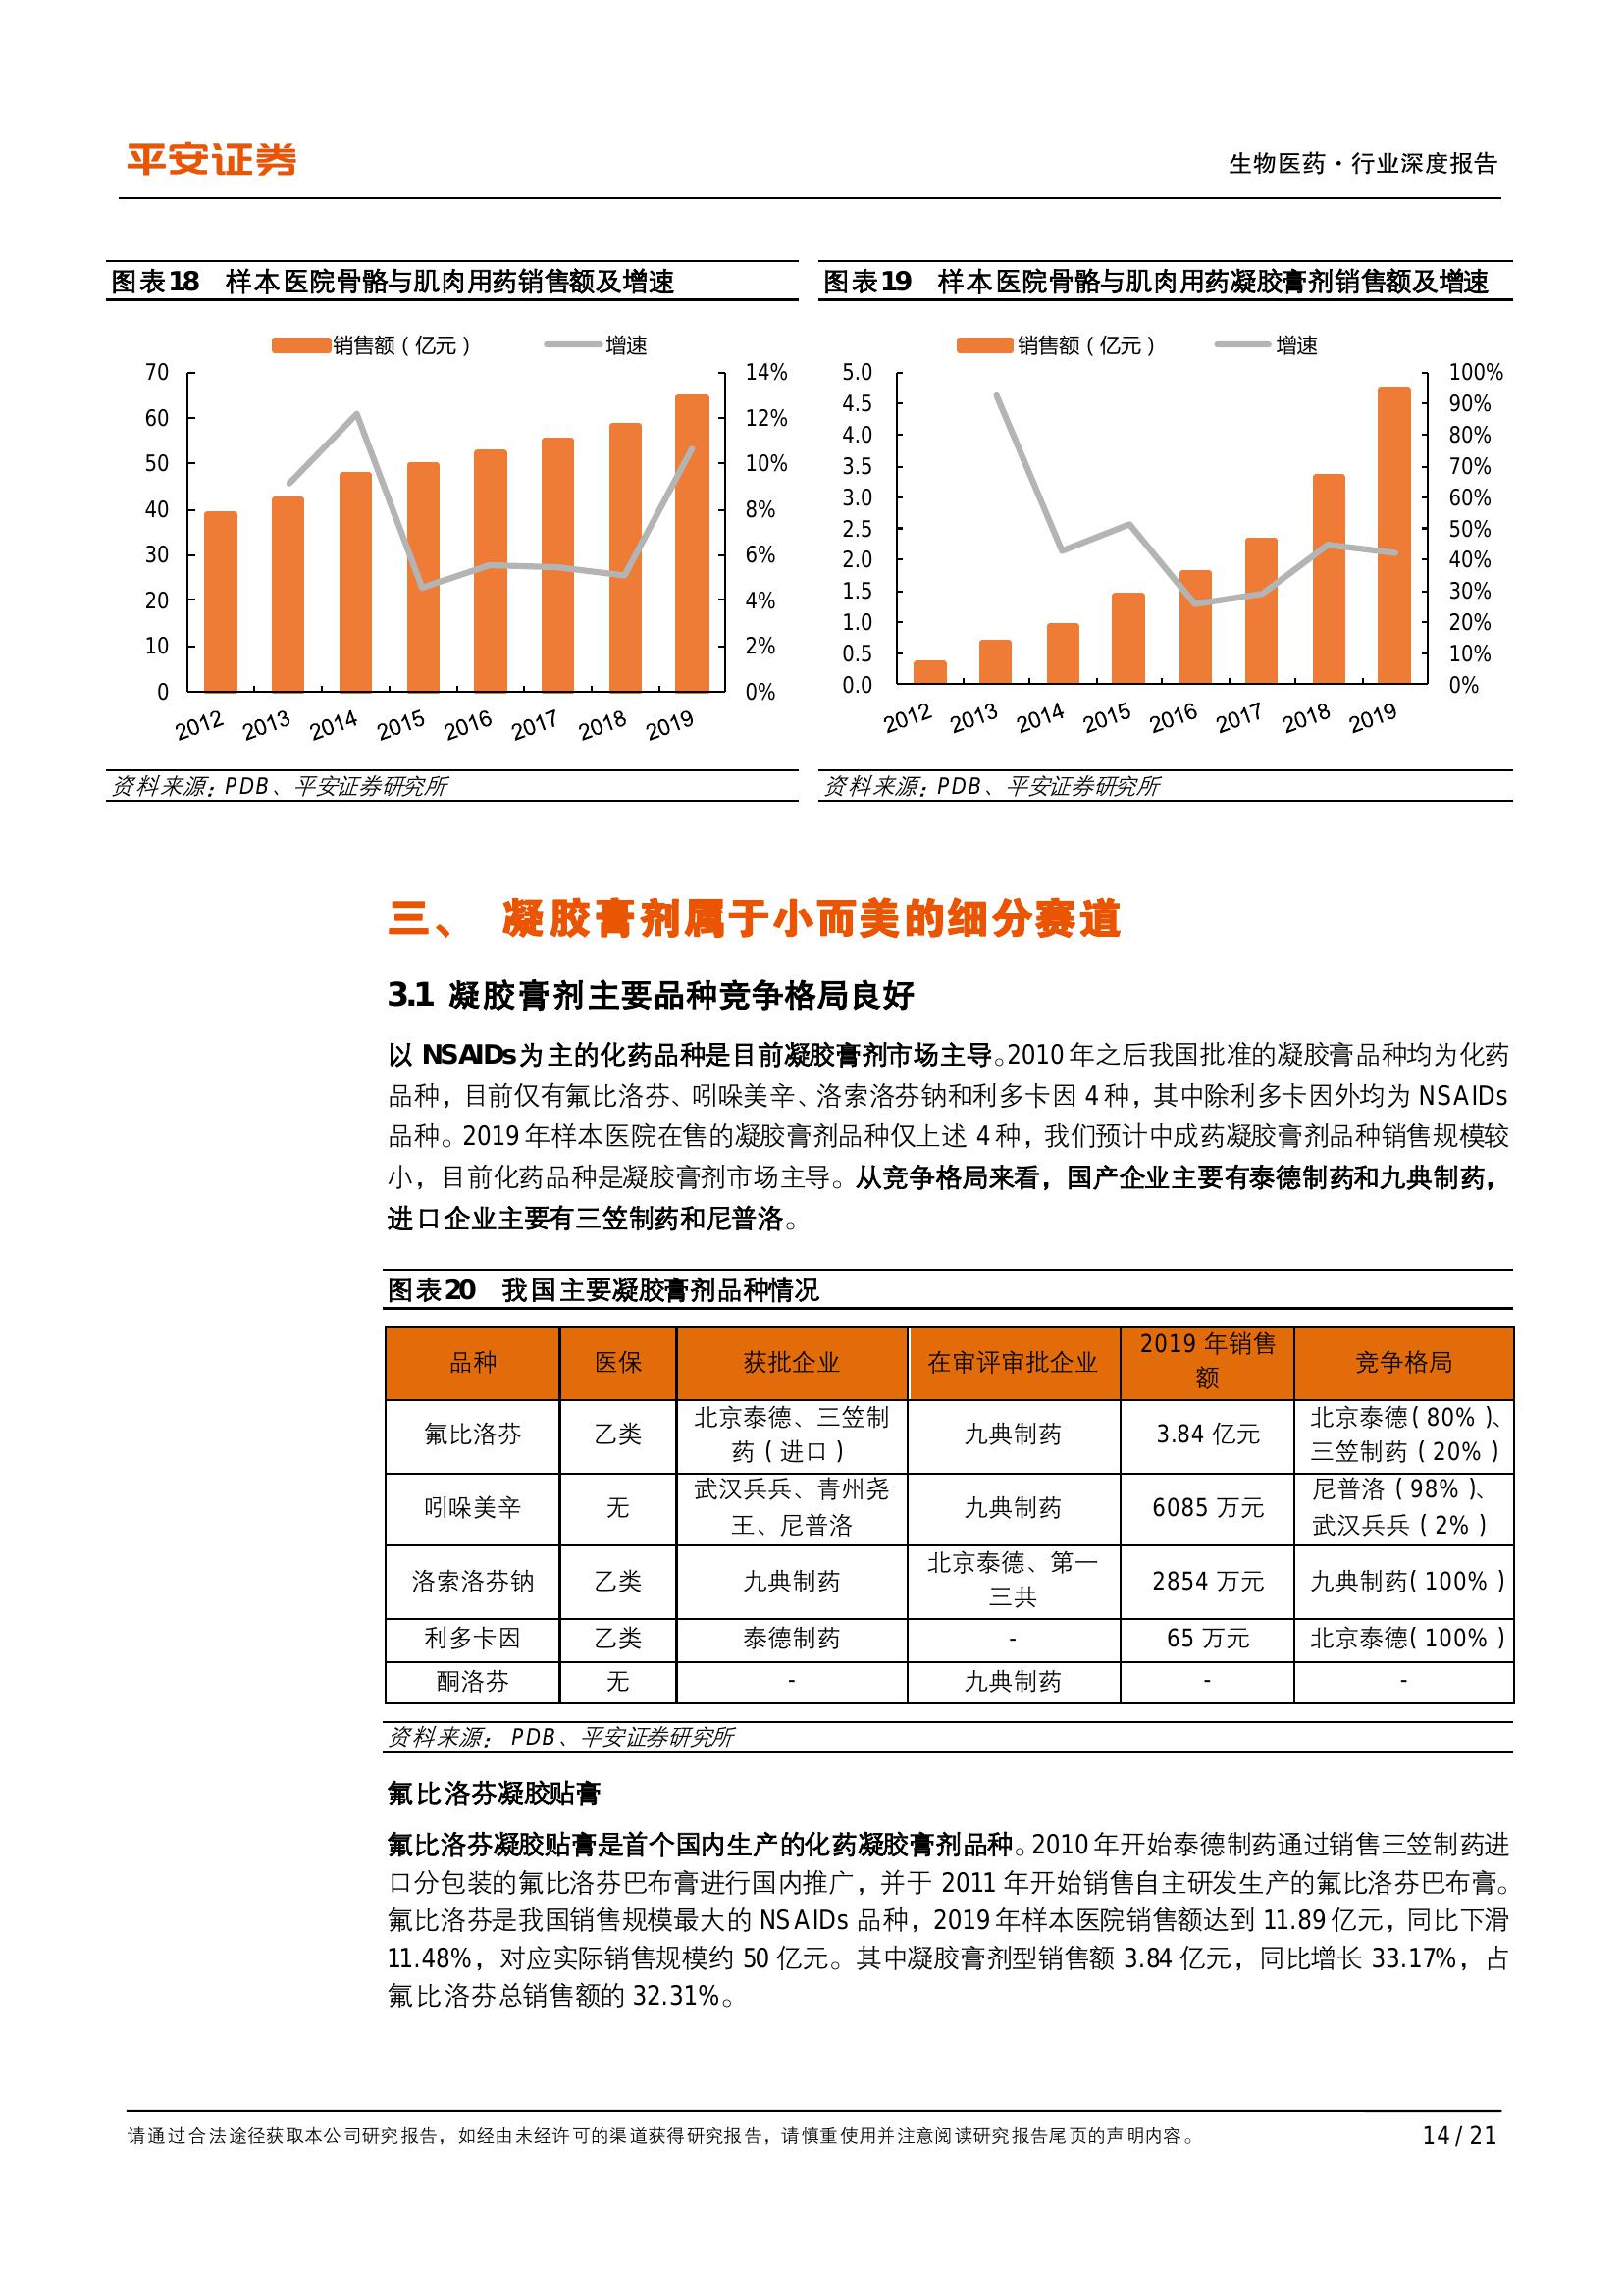 平安证券
生物医药·行业深度报告
图表18 样本医院骨骼与肌肉用药销售额及增速
销售额（亿元） 增速
70
60
50
40
30
20
10
0
14%
12%
10%
8%
6%
4%
2%
0%
2012 2013 2014 2015 2016 2017 2018 2019
资料来源：PDB、平安证券研究所
图表19 样本医院骨骼与肌肉用药凝胶膏剂销售额及增速
销售额（亿元） 增速
5.0
4.5
4.0
3.5
3.0
2.5
2.0
1.5
1.0
0.5
0.0
100%
90%
80%
70%
60%
50%
40%
30%
20%
10%
0%
2012 2013 2014 2015 2016 2017 2018 2019
资料来源：PDB、平安证券研究所
三、 凝胶膏剂属于小而美的细分赛道
3.1 凝胶膏剂主要品种竞争格局良好
以 NSAIDs 为主的化药品种是目前凝胶膏剂市场主导。2010 年之后我国批准的凝胶膏品种均为化药
品种，目前仅有氟比洛芬、吲哚美辛、洛索洛芬钠和利多卡因 4 种，其中除利多卡因外均为 NSAIDs
品种。2019 年样本医院在售的凝胶膏剂品种仅上述 4 种，我们预计中成药凝胶膏剂品种销售规模较
小，目前化药品种是凝胶膏剂市场主导。从竞争格局来看，国产企业主要有泰德制药和九典制药，
进口企业主要有三笠制药和尼普洛。
图表20 我国主要凝胶膏剂品种情况
品种 医保 获批企业 在审评审批企业 2019 年销售额 竞争格局
氟比洛芬 乙类 北京泰德、三笠制药（进口） 九典制药 3.84 亿元 北京泰德（80%）、三笠制药（20%）
吲哚美辛 无 武汉兵兵、青州尧王、尼普洛 九典制药 6085 万元 尼普洛（98%）、武汉兵兵（2%）
洛索洛芬钠 乙类 九典制药 北京泰德、第一三共 2854 万元 九典制药（100%）
利多卡因 乙类 泰德制药 - 65 万元 北京泰德（100%）
酮洛芬 无 - 九典制药 - -
资料来源： PDB、平安证券研究所
氟比洛芬凝胶贴膏
氟比洛芬凝胶贴膏是首个国内生产的化药凝胶膏剂品种。2010 年开始泰德制药通过销售三笠制药进
口分包装的氟比洛芬巴布膏进行国内推广，并于 2011 年开始销售自主研发生产的氟比洛芬巴布膏。
氟比洛芬是我国销售规模最大的 NSAIDs 品种，2019 年样本医院销售额达到 11.89 亿元，同比下滑
11.48%，对应实际销售规模约 50 亿元。其中凝胶膏剂型销售额 3.84 亿元，同比增长 33.17%，占
氟比洛芬总销售额的 32.31%。
请通过合法途径获取本公司研究报告，如经由未经许可的渠道获得研究报告，请慎重使用并注意阅读研究报告尾页的声明内容。
14 / 21